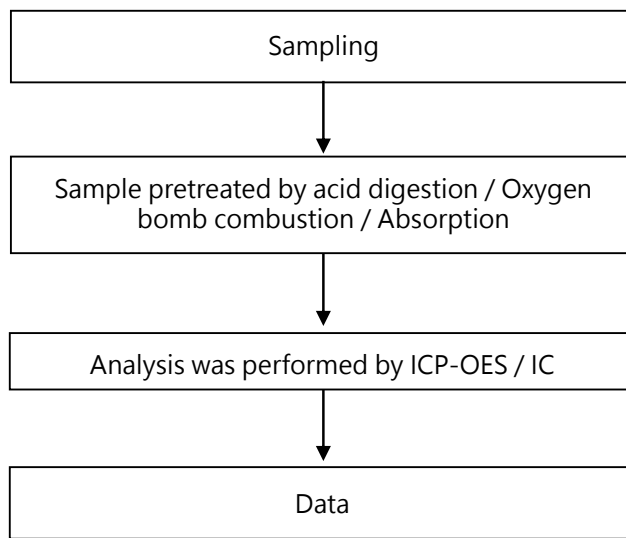 Sampling
Sample pretreated by acid digestion / Oxygen
bomb combustion / Absorption
Analysis was performed by ICP-OES / IC
Data